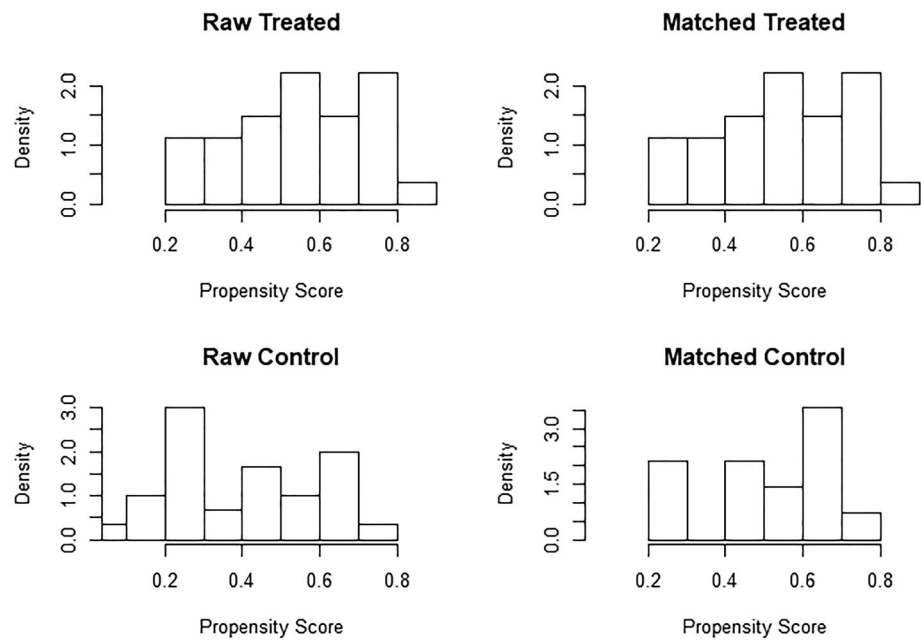 Raw Treated
Density
0.0 1.0 2.0
0.2 0.4 0.6 0.8
Propensity Score
Matched Treated
Density
0.0 1.0 2.0
0.2 0.4 0.6 0.8
Propensity Score
Raw Control
Density
0.0 1.0 2.0 3.0
0.2 0.4 0.6 0.8
Propensity Score
Matched Control
Density
0.0 1.5 3.0
0.2 0.4 0.6 0.8
Propensity Score